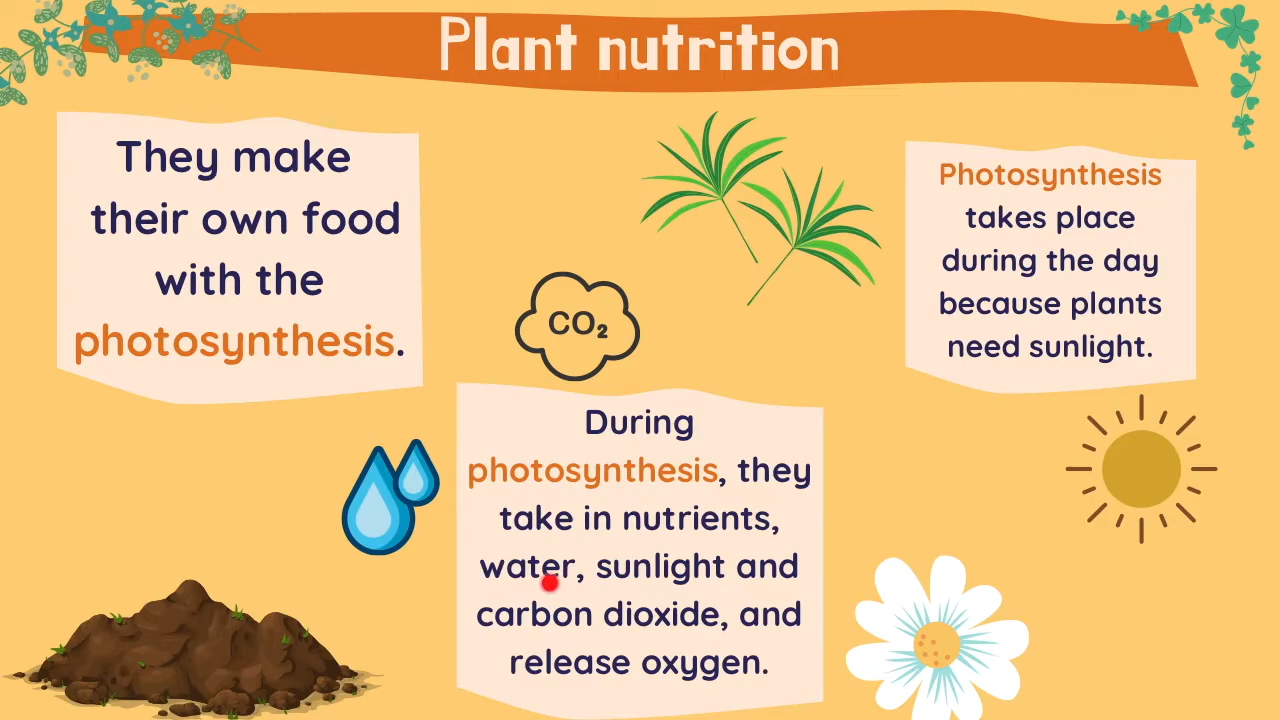 Plant nutrition
They make
their own food
with the
photosynthesis.
CO₂
During
photosynthesis, they
take in nutrients,
water, sunlight and
carbon dioxide, and
release oxygen.
Photosynthesis
takes place
during the day
because plants
need sunlight.